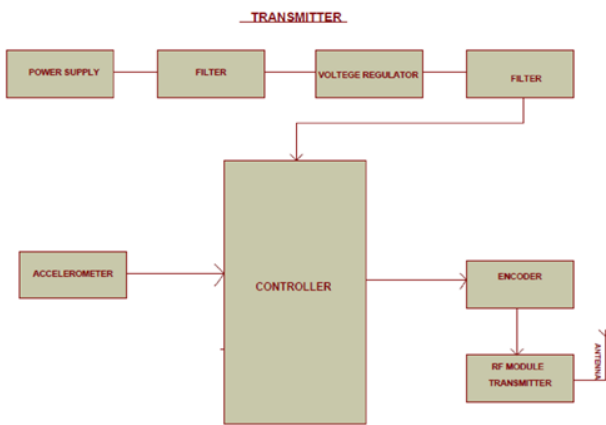 TRANSMITTER
POWER SUPPLY
FILTER
VOLTEGE REGULATOR
FILTER
ACCELEROMETER
CONTROLLER
ENCODER
RF MODULE
TRANSMITTER
ANTENNA